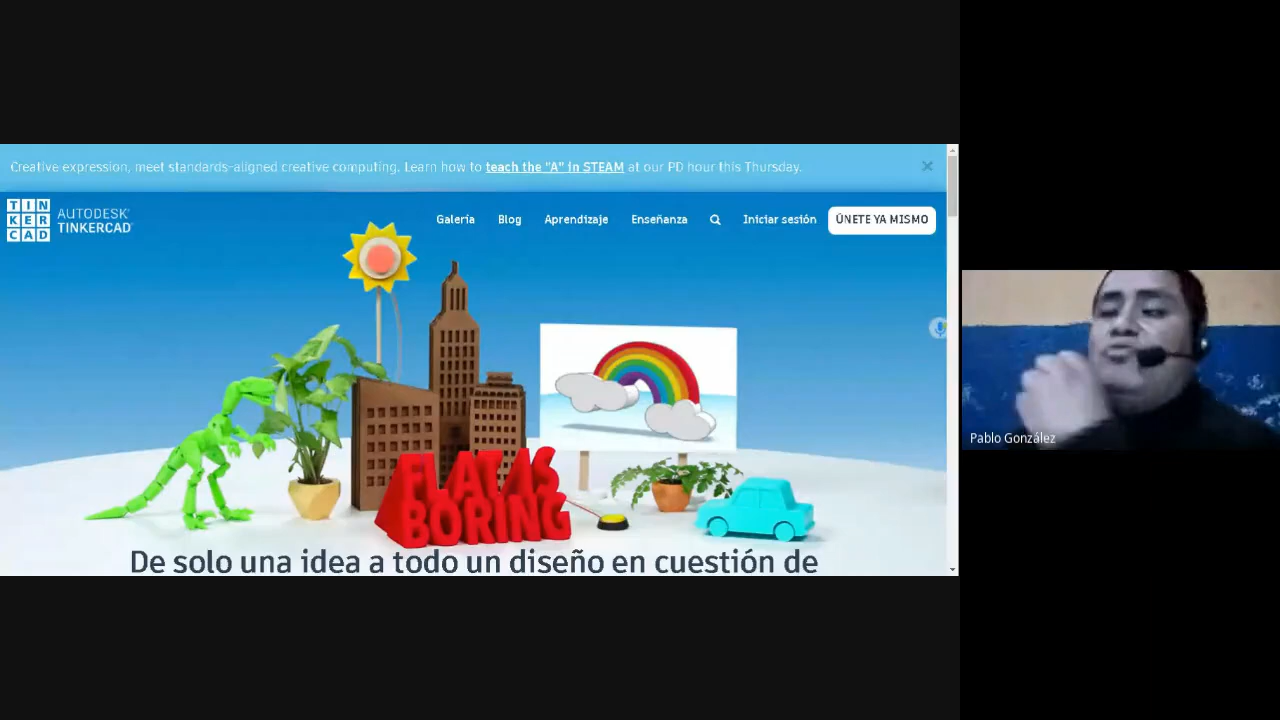 Creative expression, meet standards-aligned creative computing. Learn how to teach the "A" in STEAM at our PD hour this Thursday.
TIN
KER
CAD
AUTODESK®
TINKERCAD
Galería
Blog
Aprendizaje
Enseñanza
Iniciar sesión
ÚNETE YA MISMO
FLAT IS
BORING
De solo una idea a todo un diseño en cuestión de
Pablo González